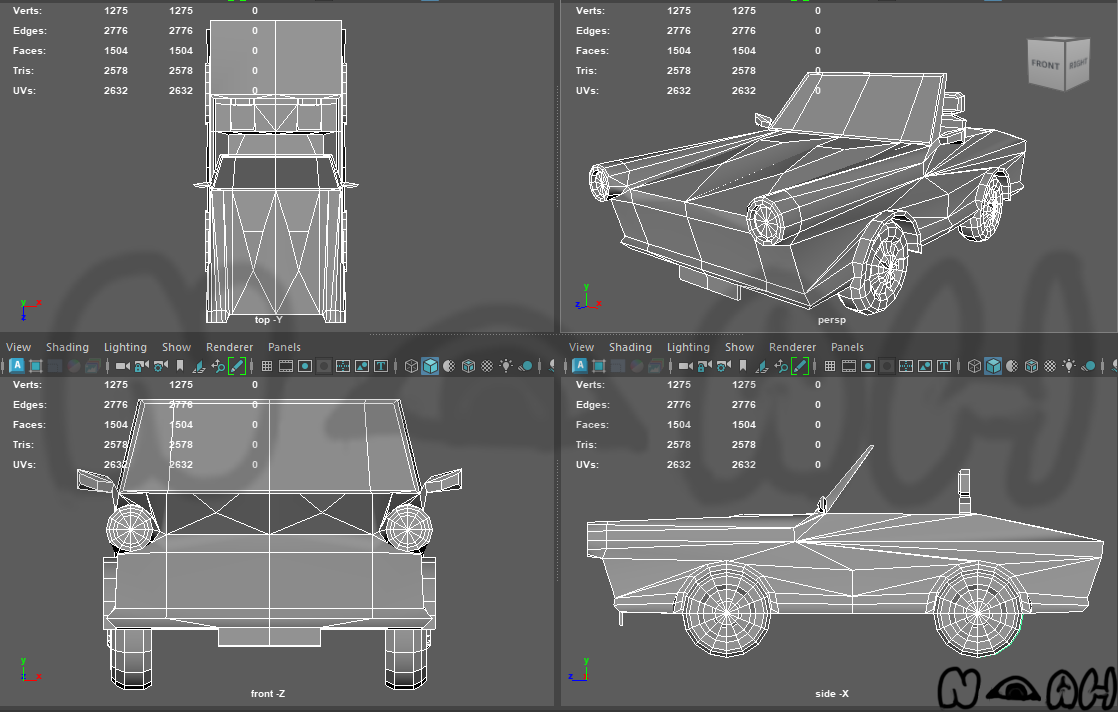 Verts: 1275 1275 0
Edges: 2776 2776 0
Faces: 1504 1504 0
Tris: 2578 2578 0
UVs: 2632 2632 0
top -Y
Verts: 1275 1275 0
Edges: 2776 2776 0
Faces: 1504 1504 0
Tris: 2578 2578 0
UVs: 2632 2632 0
FRONT RIGHT
y x z
persp
View Shading Lighting Show Renderer Panels
Verts: 1275 1275 0
Edges: 2776 2776 0
Faces: 1504 1504 0
Tris: 2578 2578 0
UVs: 2632 2632 0
front -Z
View Shading Lighting Show Renderer Panels
Verts: 1275 1275 0
Edges: 2776 2776 0
Faces: 1504 1504 0
Tris: 2578 2578 0
UVs: 2632 2632 0
side -X
NOAH